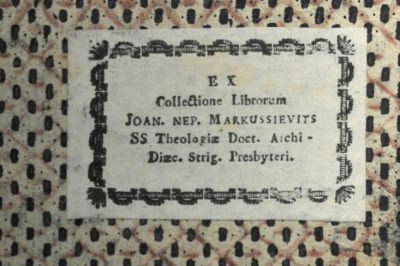 EX
Collectione Librorum
JOAN. NEP. MARKUSSIEVITS
SS Theologiæ Doct. Archi-
Diæc. Strig. Presbyteri.